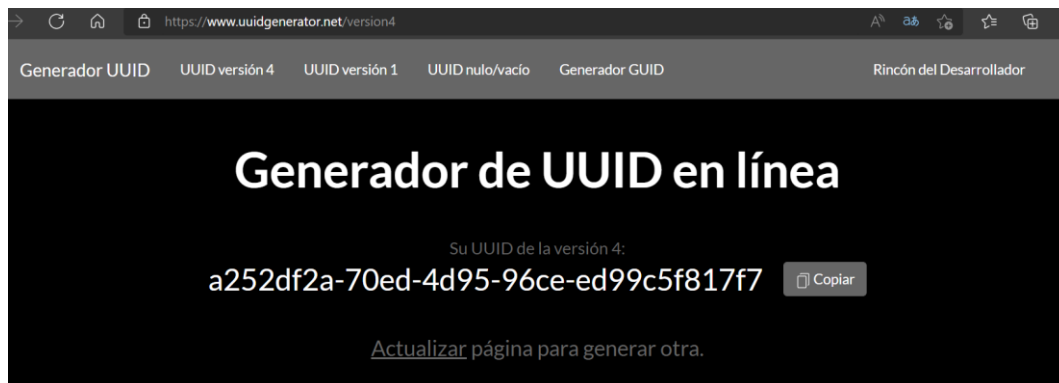 https://www.uuidgenerator.net/version4
Generador UUID UUID versión 4 UUID versión 1 UUID nulo/vacío Generador GUID Rincón del Desarrollador
Generador de UUID en línea
Su UUID de la versión 4:
a252df2a-70ed-4d95-96ce-ed99c5f817f7 Copiar
Actualizar página para generar otra.